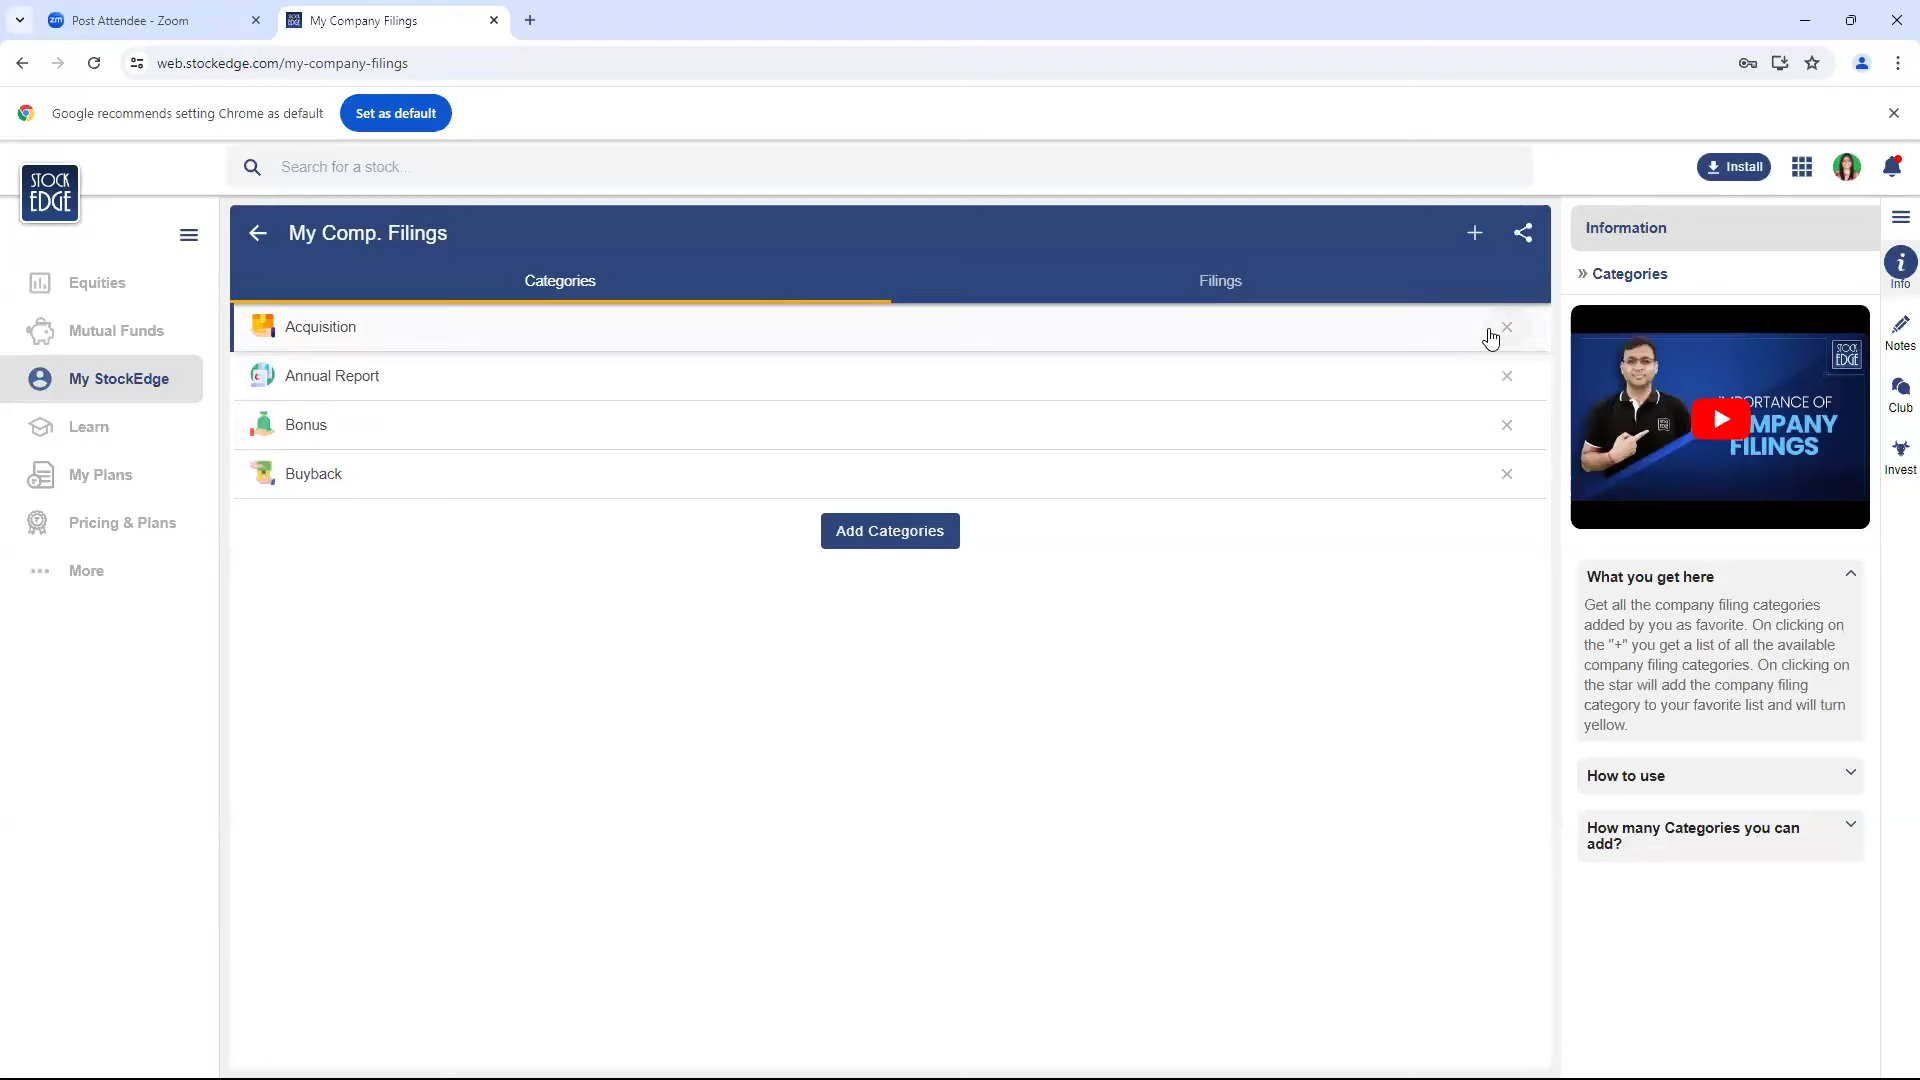 Post Attendee - Zoom
My Company Filings
web.stockedge.com/my-company-filings
Google recommends setting Chrome as default
Set as default
STOCK
EDGE
Search for a stock...
Install
Equities
Mutual Funds
My StockEdge
Learn
My Plans
Pricing & Plans
More
My Comp. Filings
Categories
Filings
Acquisition
Annual Report
Bonus
Buyback
Add Categories
Information
» Categories
STOCK
EDGE
IMPORTANCE OF
COMPANY
FILINGS
What you get here
Get all the company filing categories
added by you as favorite. On clicking on
the "+" you get a list of all the available
company filing categories. On clicking on
the star will add the company filing
category to your favorite list and will turn
yellow.
How to use
How many Categories you can
add?
Info
Notes
Club
Invest